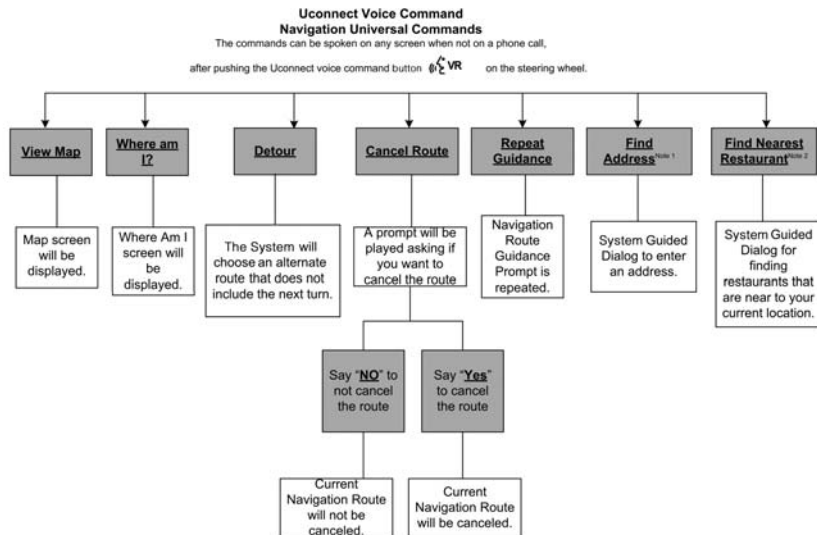 Uconnect Voice Command
Navigation Universal Commands
The commands can be spoken on any screen when not on a phone call,
after pushing the Uconnect voice command button VR on the steering wheel.
View Map
Where am
I?
Detour
Cancel Route
Repeat
Guidance
Find
Address Note 1
Find Nearest
Restaurant Note 2
Map screen
will be
displayed.
Where Am I
screen will
be
displayed.
The System will
choose an alternate
route that does not
include the next turn.
A prompt will be
played asking if
you want to
cancel the route
Navigation
Route
Guidance
Prompt is
repeated.
System Guided
Dialog to enter
an address.
System Guided
Dialog for
finding
restaurants that
are near to your
current location.
Say “NO” to
not cancel
the route
Say “Yes”
to cancel
the route
Current
Navigation Route
will not be
canceled.
Current
Navigation Route
will be canceled.